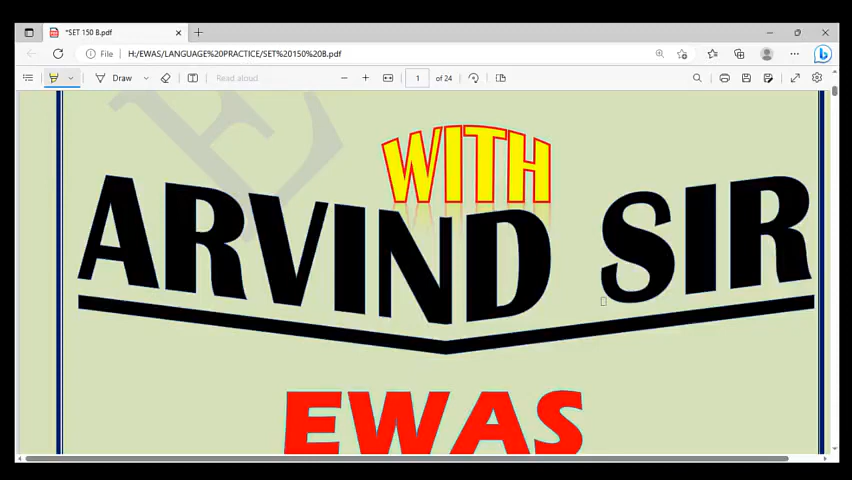 *SET 150 B.pdf
File H:/EWAS/LANGUAGE%20PRACTICE/SET%20150%20B.pdf
Draw Read aloud 1 of 24
WITH
ARVIND SIR
EWAS